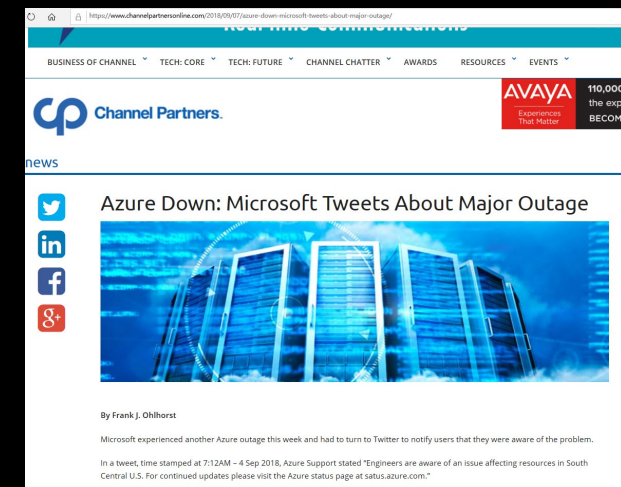 https://www.channelpartnersonline.com/2018/09/07/azure-down-microsoft-tweets-about-major-outage/
BUSINESS OF CHANNEL TECH: CORE TECH: FUTURE CHANNEL CHATTER AWARDS RESOURCES EVENTS
AVAYA
Experiences
That Matter
110,000
the exp
BECOM
cp Channel Partners.
news
Azure Down: Microsoft Tweets About Major Outage
in
f
g+
By Frank J. Ohlhorst
Microsoft experienced another Azure outage this week and had to turn to Twitter to notify users that they were aware of the problem.
In a tweet, time stamped at 7:12AM – 4 Sep 2018, Azure Support stated “Engineers are aware of an issue affecting resources in South
Central U.S. For continued updates please visit the Azure status page at satus.azure.com.”